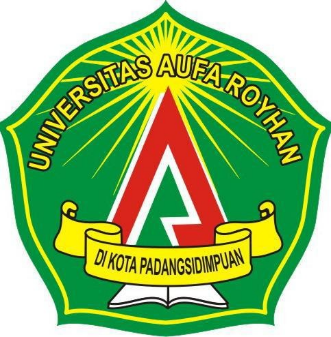 UNIVERSITAS AUFA ROYHAN
DI KOTA PADANGSIDIMPUAN